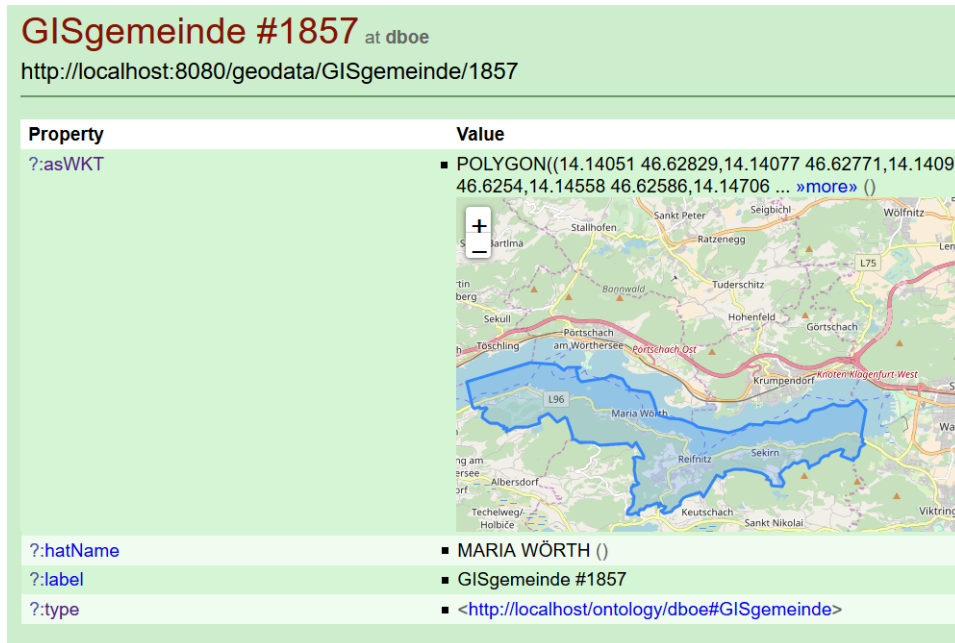 GISgemeinde #1857 at dboe
http://localhost:8080/geodata/GISgemeinde/1857
Property Value
?:asWKT
POLYGON((14.14051 46.62829,14.14077 46.62771,14.1409
46.6254,14.14558 46.62586,14.14706 ... »more» ()
+
−
Sankt Peter
Seigbichl
Wölfnitz
Stallhofen
Bartlmä
Ratzenegg
L75
Tuderschitz
Bannwald
berg
Hohenfeld
Görtschach
Sekull
Pörtschach
am Wörthersee
Töschling
Pörtschach Ost
Krumpendorf
Knoten Klagenfurt-West
L96
Maria Wörth
Reifnitz
Sekirn
Albersdorf
Keutschach
Viktring
Techelweg/
Holbiče
Sankt Nikolai
?:hatName
MARIA WÖRTH ()
?:label
GISgemeinde #1857
?:type
<http://localhost/ontology/dboe#GISgemeinde>